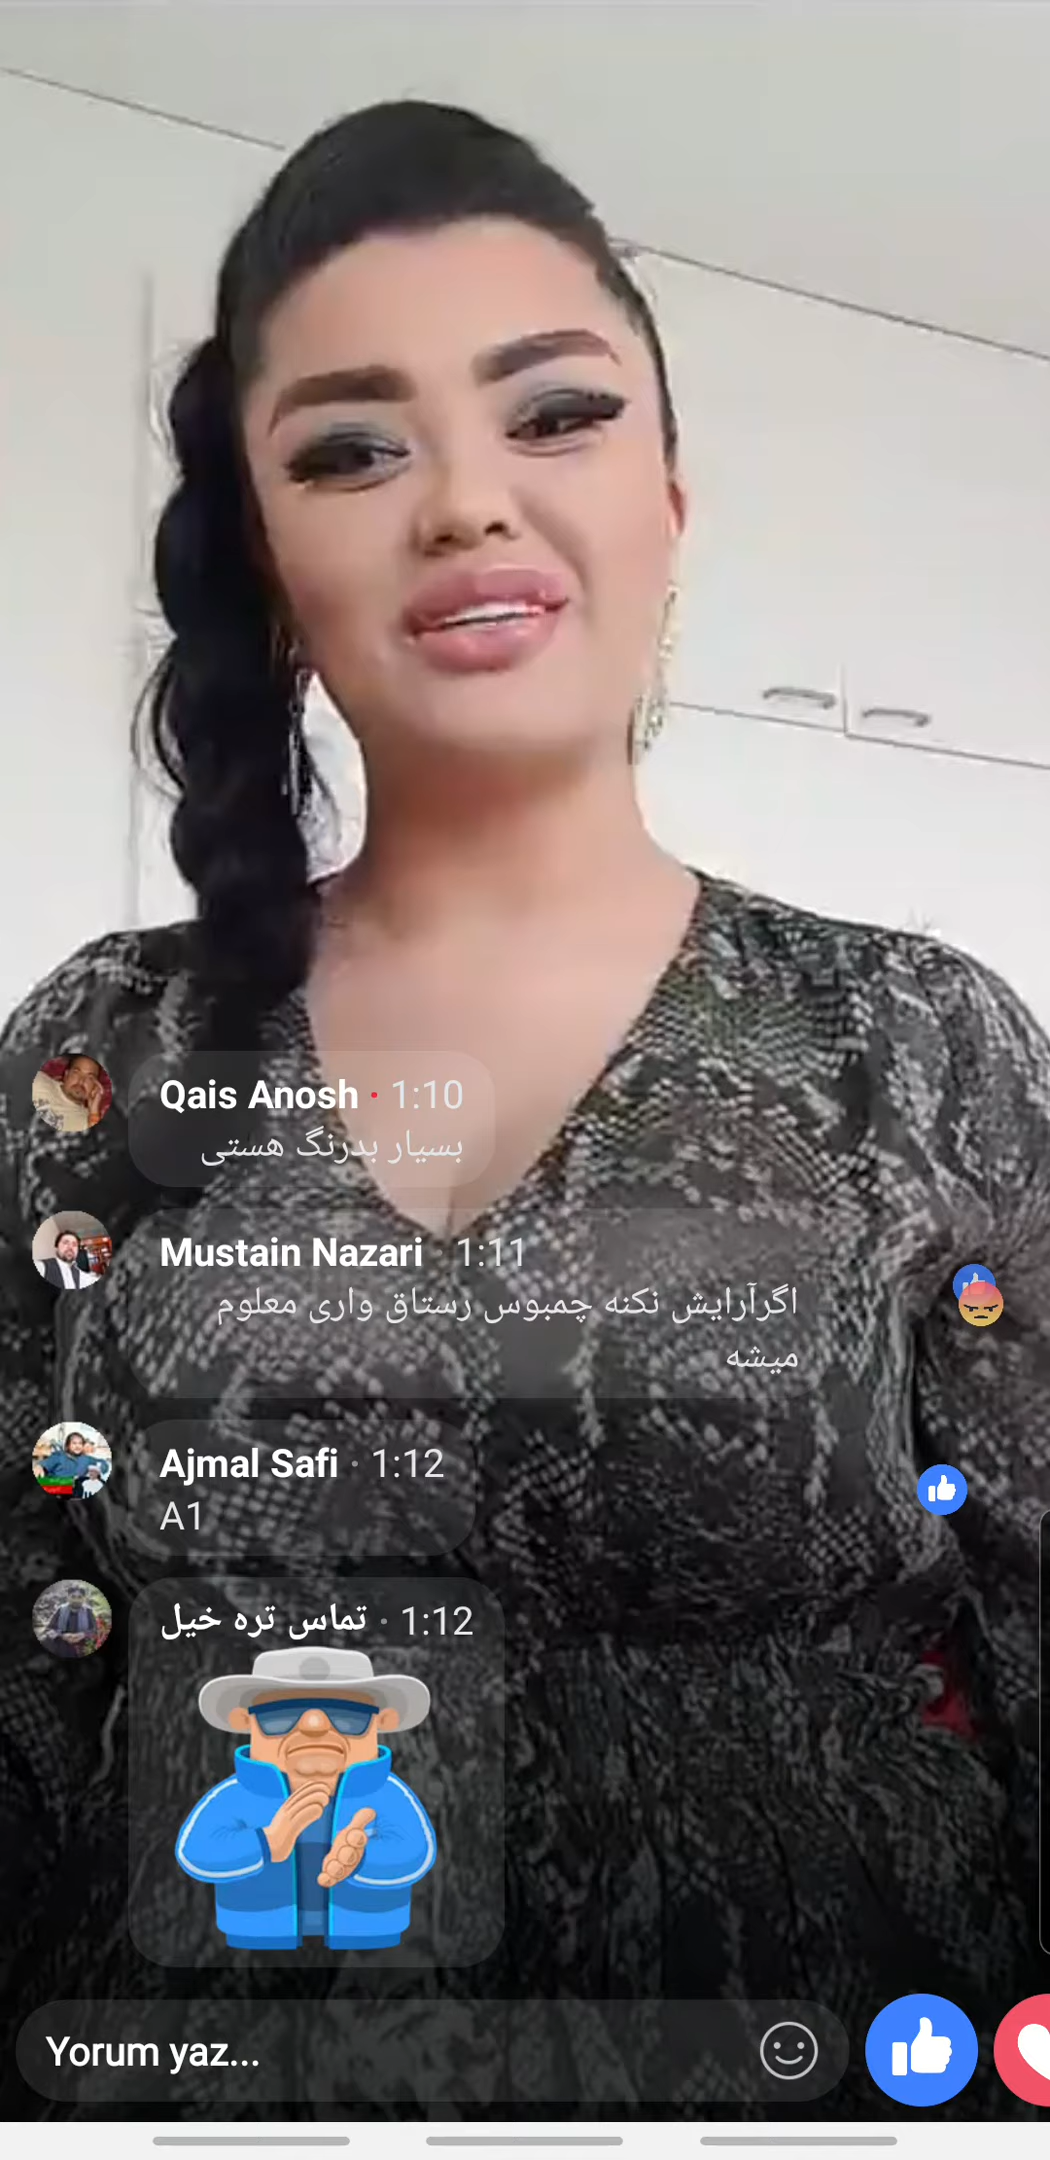 Qais Anosh · 1:10
بسیار بدرنگ هستی
Mustain Nazari · 1:11
اگرآرایش نکنه چمبوس رستاق واری معلوم
میشه
Ajmal Safi · 1:12
A1
تماس تره خیل · 1:12
Yorum yaz...